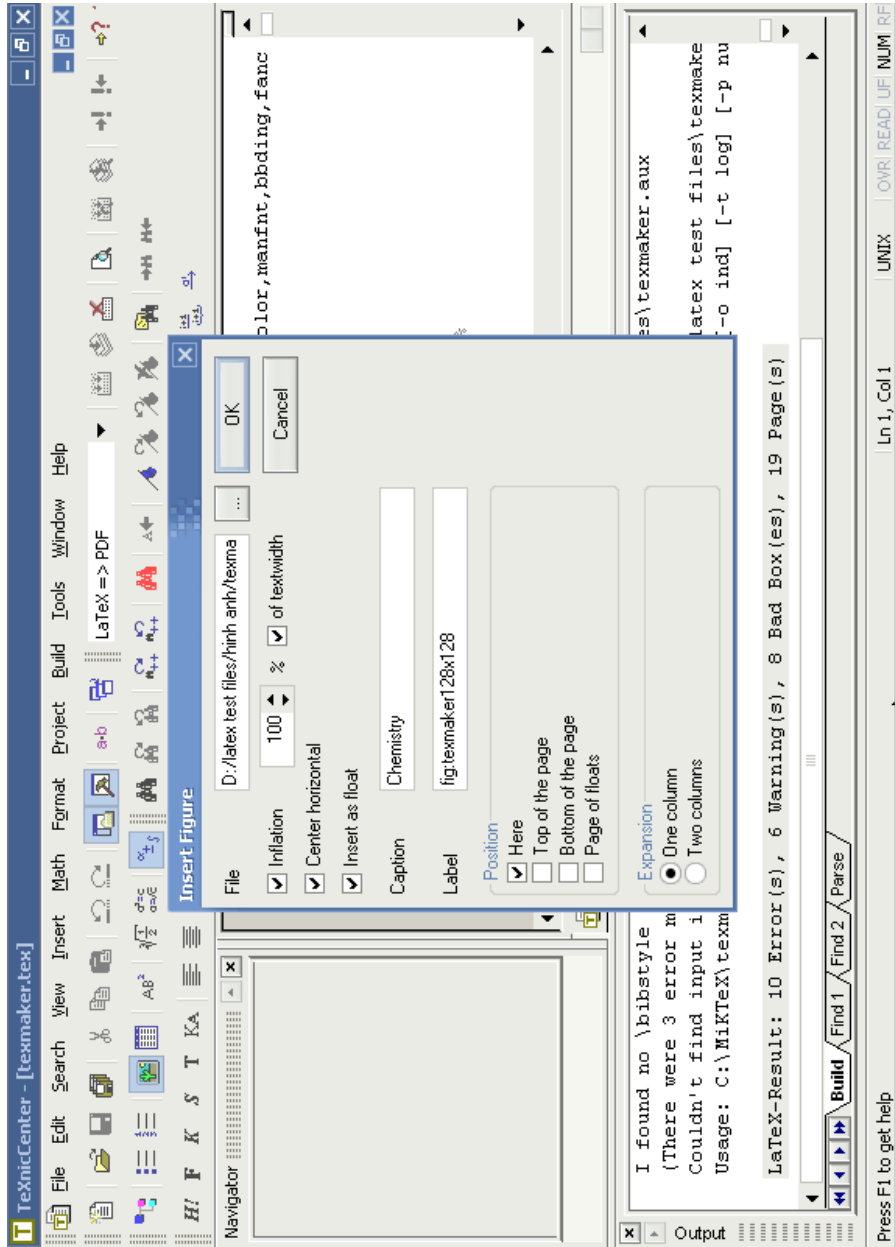 TeXnicCenter - [texmaker.tex]
File Edit Search View Insert Math Format Project Build Tools Window Help
a-b LaTeX => PDF
H! F K S T KA
Navigator
olor,manfnt,bbding,fanc
Insert Figure
File D:/latex test files/hinh anh/texma ... OK
Inflation 100 % of textwidth Cancel
Center horizontal
Insert as float
Caption Chemistry
Label fig:texmaker128x128
Position
Here
Top of the page
Bottom of the page
Page of floats
Expansion
One column
Two columns
I found no \bibstyle es\texmaker.aux
(There were 3 error m
Couldn't find input i latex test files\texmake
Usage: C:\MiKTeX\texm [-o ind] [-t log] [-p nu
LaTeX-Result: 10 Error(s), 6 Warning(s), 8 Bad Box(es), 19 Page(s)
Output
Build Find 1 Find 2 Parse
Press F1 to get help Ln 1, Col 1 UNIX OVR READ UF NUM RF